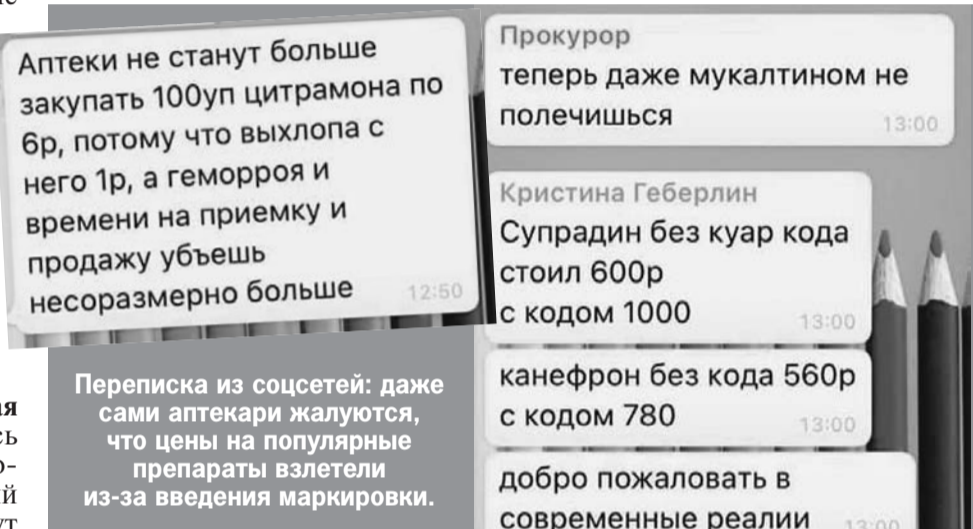 Аптеки не станут больше
закупать 100уп цитрамона по
6р, потому что выхлопа с
него 1р, а геморроя и
времени на приемку и
продажу убъешь
несоразмерно больше 12:50
Прокурор
теперь даже мукалтином не
полечишься 13:00
Кристина Геберлин
Супрадин без куар кода
стоил 600р
с кодом 1000 13:00
канефрон без кода 560р
с кодом 780 13:00
добро пожаловать в
современные реалии 13:00
Переписка из соцсетей: даже
сами аптекари жалуются,
что цены на популярные
препараты взлетели
из-за введения маркировки.